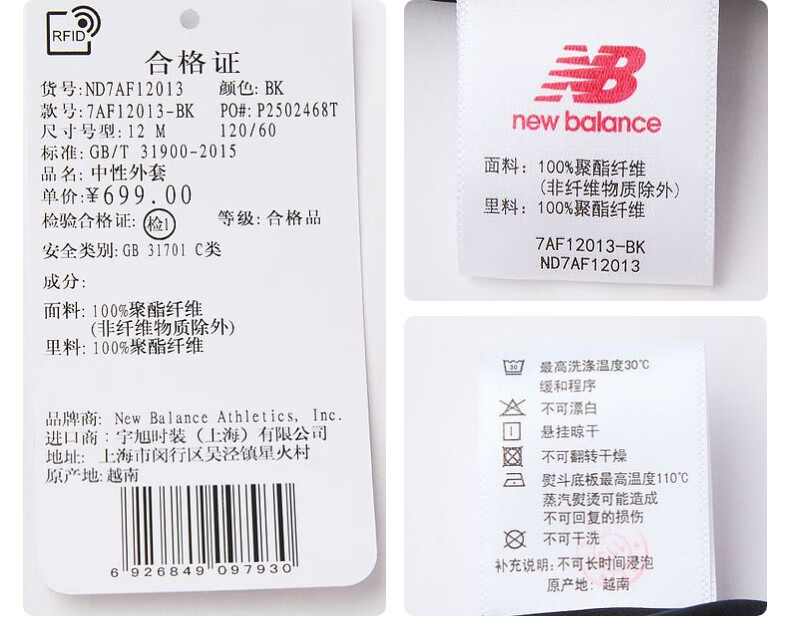 RFID
合格证
货号:ND7AF12013 颜色: BK
款号:7AF12013-BK PO#: P2502468T
尺寸号型:12 M 120/60
标准:GB/T 31900-2015
品名:中性外套
单价:¥699.00
检验合格证: 检1 等级:合格品
安全类别:GB 31701 C类
成分:
面料: 100%聚酯纤维
(非纤维物质除外)
里料: 100%聚酯纤维
品牌商: New Balance Athletics, Inc.
进口商: 宇旭时装（上海）有限公司
地址: 上海市闵行区吴泾镇星火村
原产地:越南
6 926849 097930
NB
new balance
面料: 100%聚酯纤维
(非纤维物质除外)
里料: 100%聚酯纤维
7AF12013-BK
ND7AF12013
30 最高洗涤温度30℃
缓和程序
不可漂白
悬挂晾干
不可翻转干燥
熨斗底板最高温度110℃
蒸汽熨烫可能造成
不可回复的损伤
不可干洗
补充说明:不可长时间浸泡
原产地: 越南